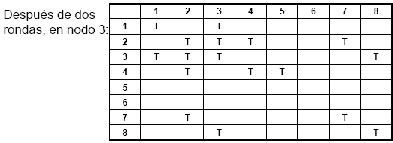 Después de dos
rondas, en nodo 3:
1 2 3 4 5 6 7 8
1 T T
2 T T T T
3 T T T T
4 T T T
5
6
7 T T
8 T T